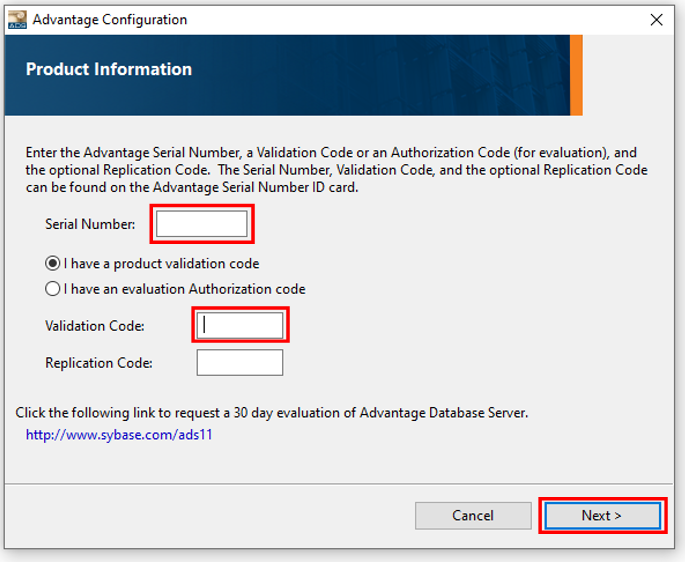 ADS Advantage Configuration
Product Information
Enter the Advantage Serial Number, a Validation Code or an Authorization Code (for evaluation), and
the optional Replication Code.  The Serial Number, Validation Code, and the optional Replication Code
can be found on the Advantage Serial Number ID card.
Serial Number:
I have a product validation code
I have an evaluation Authorization code
Validation Code:
Replication Code:
Click the following link to request a 30 day evaluation of Advantage Database Server.
http://www.sybase.com/ads11
Cancel
Next >